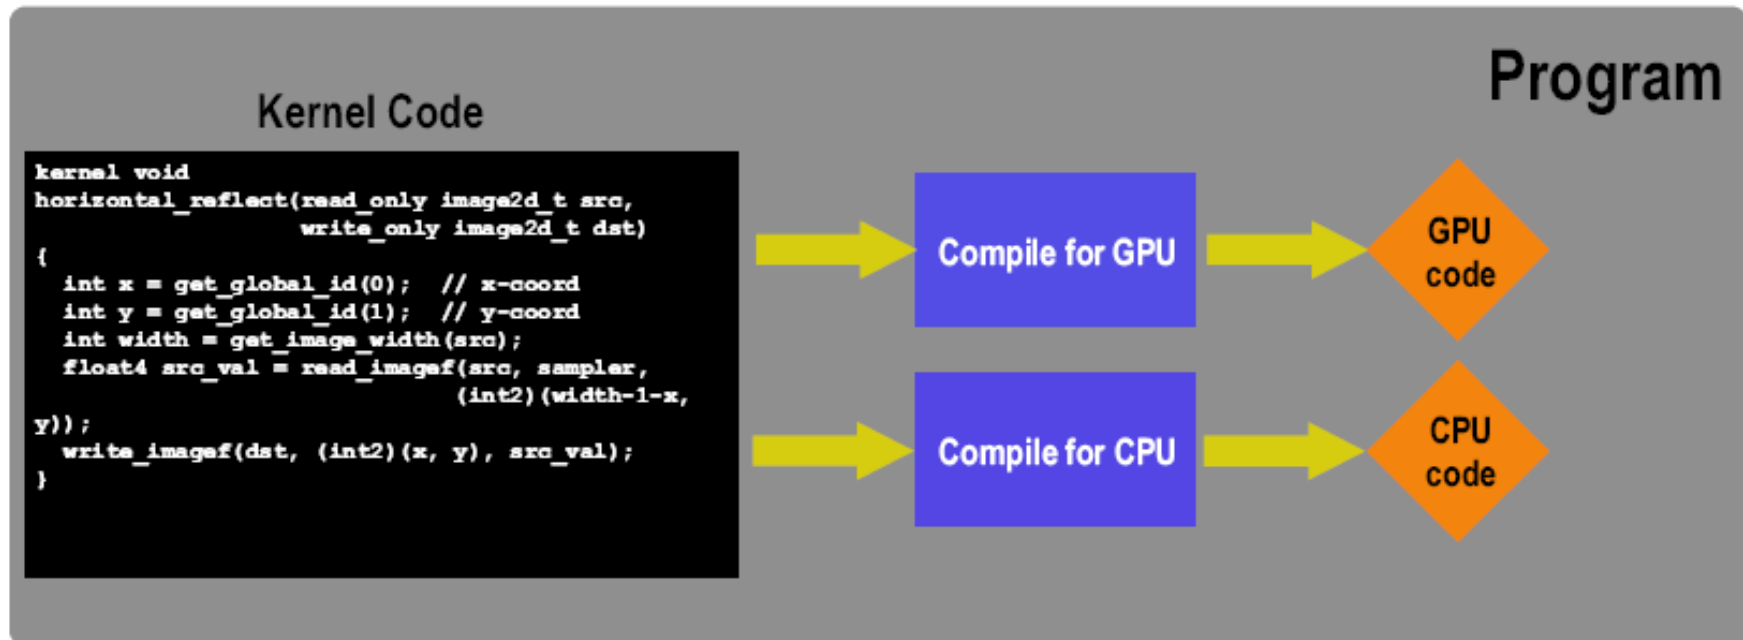 Program
Kernel Code
kernel void
horizontal_reflect(read_only image2d_t src,
                   write_only image2d_t dst)
{
  int x = get_global_id(0);  // x-coord
  int y = get_global_id(1);  // y-coord
  int width = get_image_width(src);
  float4 src_val = read_imagef(src, sampler,
                              (int2)(width-1-x,
y));
  write_imagef(dst, (int2)(x, y), src_val);
}
Compile for GPU
GPU
code
Compile for CPU
CPU
code